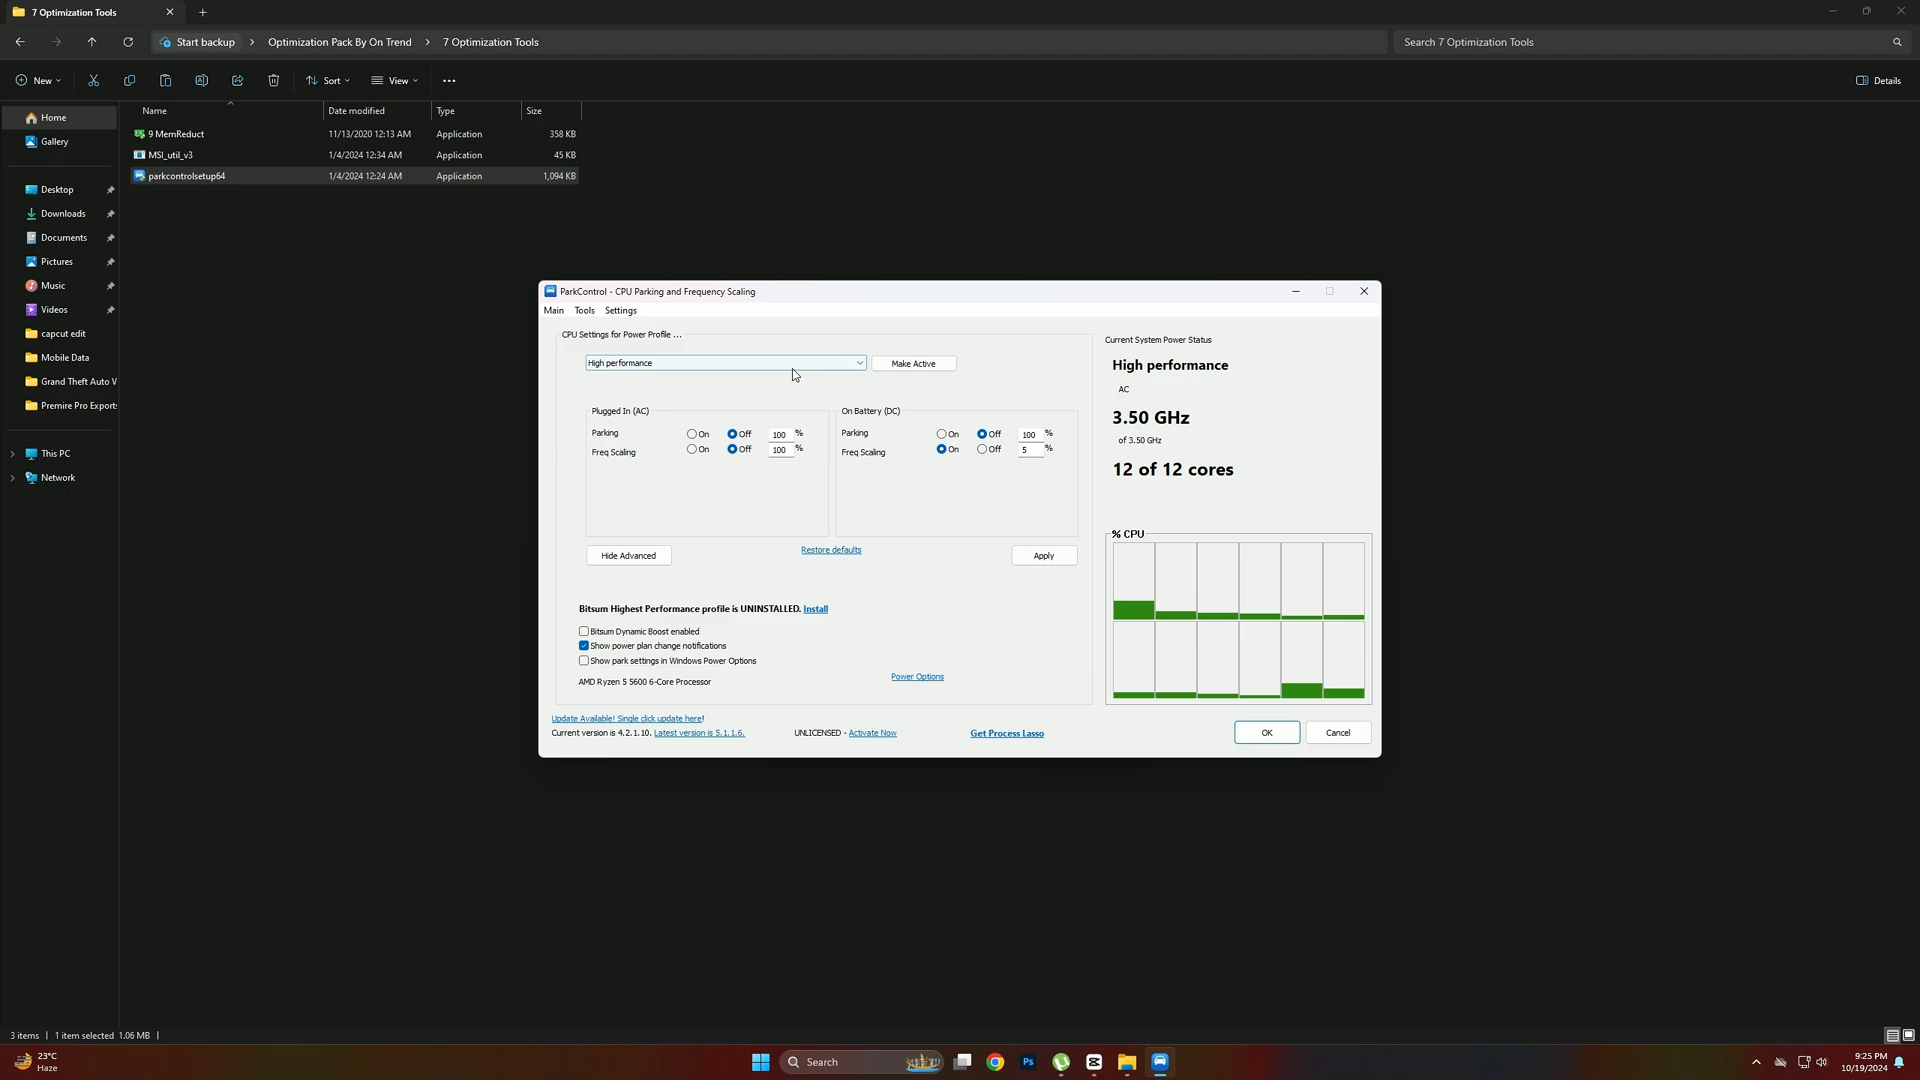 7 Optimization Tools
Start backup
Optimization Pack By On Trend
7 Optimization Tools
Search 7 Optimization Tools
New
Sort
View
Details
Name
Date modified
Type
Size
9 MemReduct
11/13/2020 12:13 AM
Application
358 KB
MSI_util_v3
1/4/2024 12:34 AM
Application
45 KB
parkcontrolsetup64
1/4/2024 12:24 AM
Application
1,094 KB
Home
Gallery
Desktop
Downloads
Documents
Pictures
Music
Videos
capcut edit
Mobile Data
Grand Theft Auto V
Premire Pro Exports
This PC
Network
ParkControl - CPU Parking and Frequency Scaling
Main
Tools
Settings
CPU Settings for Power Profile ...
High performance
Make Active
Plugged In (AC)
Parking
On
Off
100
%
Freq Scaling
On
Off
100
%
On Battery (DC)
Parking
On
Off
100
%
Freq Scaling
On
Off
5
%
Hide Advanced
Restore defaults
Apply
Bitsum Highest Performance profile is UNINSTALLED. Install
Bitsum Dynamic Boost enabled
Show power plan change notifications
Show park settings in Windows Power Options
AMD Ryzen 5 5600 6-Core Processor
Power Options
Current System Power Status
High performance
AC
3.50 GHz
of 3.50 GHz
12 of 12 cores
% CPU
Update Available! Single click update here!
Current version is 4.2.1.10. Latest version is 5.1.1.6.
UNLICENSED - Activate Now
Get Process Lasso
OK
Cancel
3 items
1 item selected 1.06 MB
23°C
Haze
Search
Ps
9:25 PM
10/19/2024